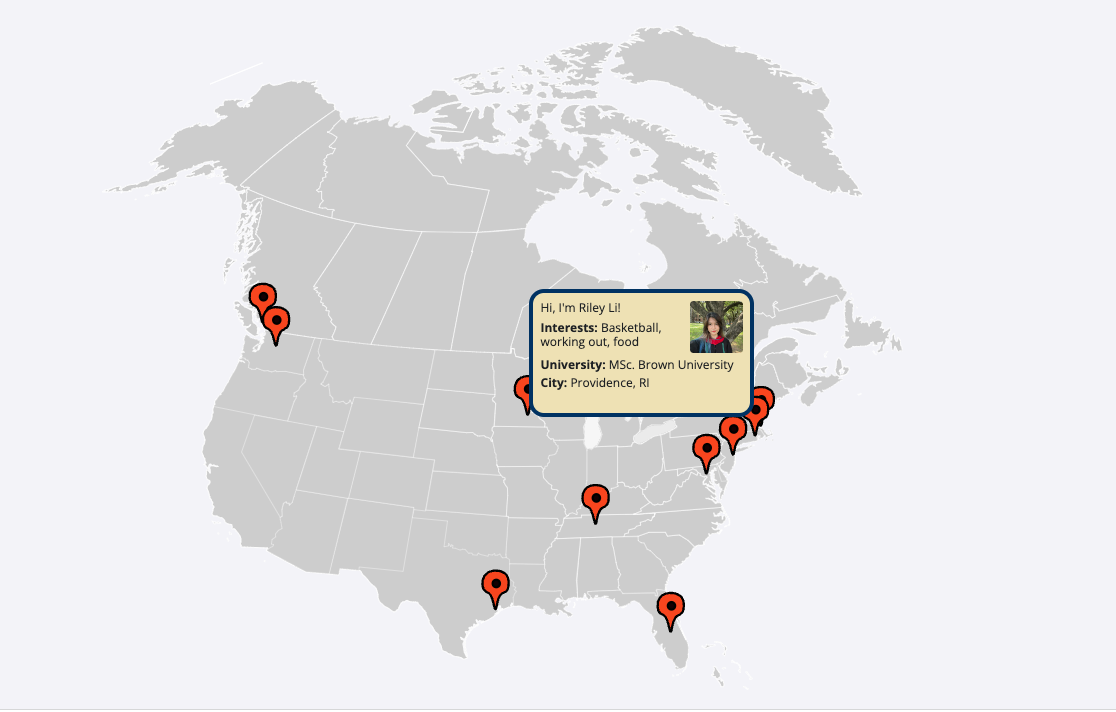 Hi, I'm Riley Li!
Interests: Basketball,
working out, food
University: MSc. Brown University
City: Providence, RI